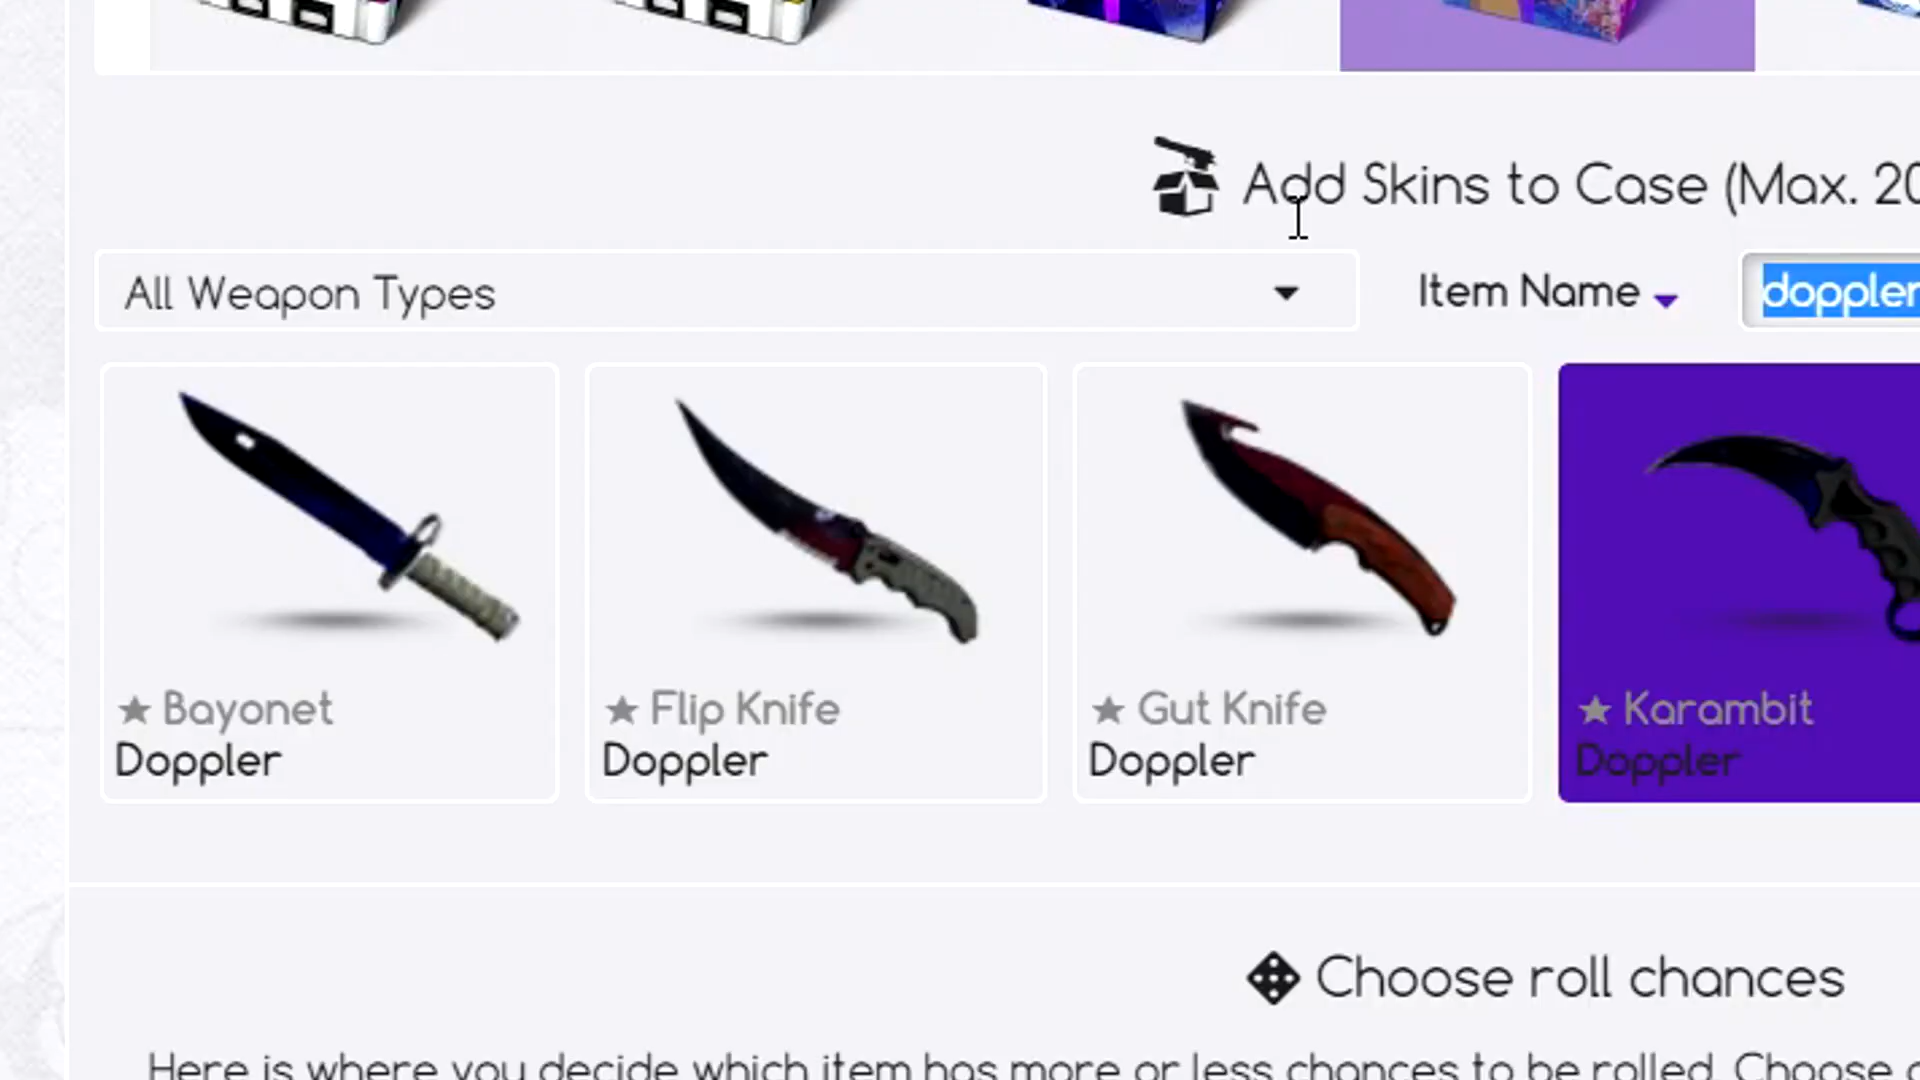 Add Skins to Case (Max. 20
All Weapon Types
Item Name
doppler
★ Bayonet
Doppler
★ Flip Knife
Doppler
★ Gut Knife
Doppler
★ Karambit
Doppler
Choose roll chances
Here is where you decide which item has more or less chances to be rolled. Choose